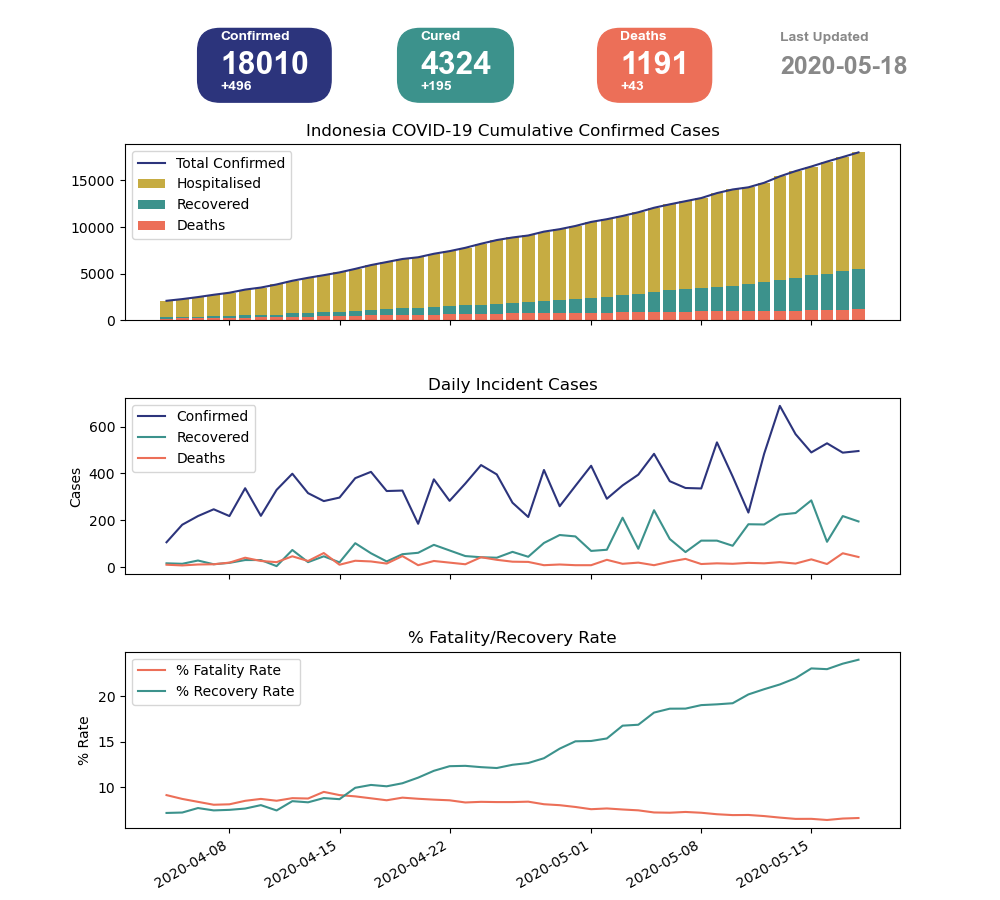 Confirmed
18010
+496
Cured
4324
+195
Deaths
1191
+43
Last Updated
2020-05-18
Indonesia COVID-19 Cumulative Confirmed Cases
Total Confirmed
Hospitalised
Recovered
Deaths
15000
10000
5000
0
Daily Incident Cases
Confirmed
Recovered
Deaths
Cases
600
400
200
0
% Fatality/Recovery Rate
% Fatality Rate
% Recovery Rate
% Rate
20
15
10
2020-04-08
2020-04-15
2020-04-22
2020-05-01
2020-05-08
2020-05-15